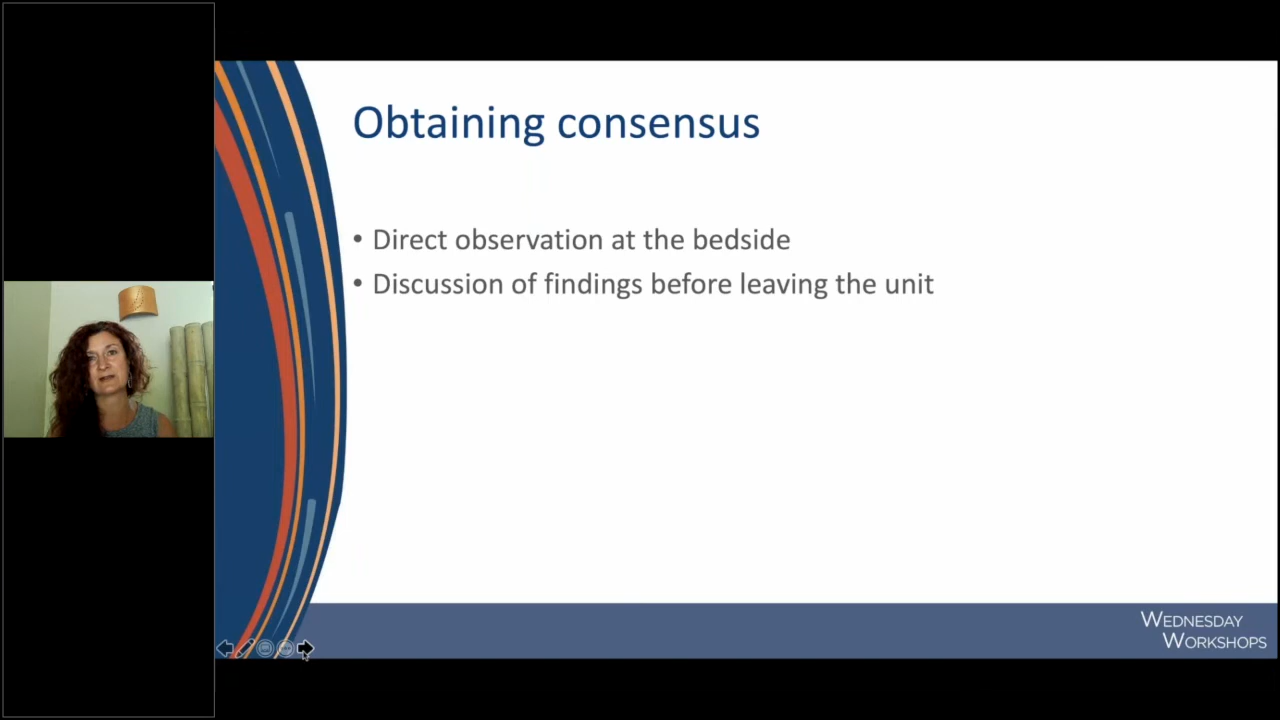 Obtaining consensus
• Direct observation at the bedside
• Discussion of findings before leaving the unit
WEDNESDAY
WORKSHOPS